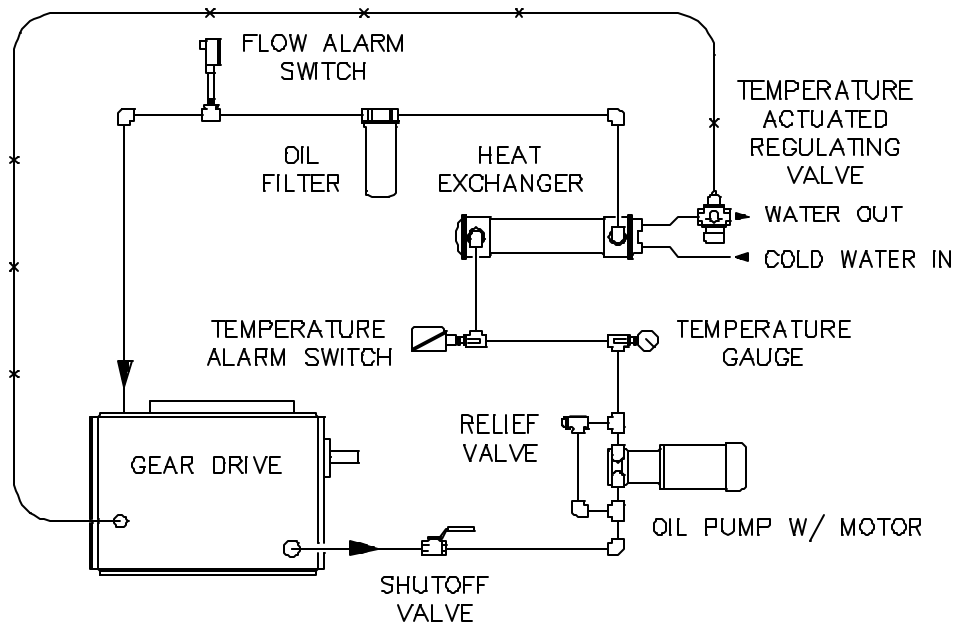 FLOW ALARM
SWITCH
TEMPERATURE
ACTUATED
REGULATING
VALVE
OIL
FILTER
HEAT
EXCHANGER
WATER OUT
COLD WATER IN
TEMPERATURE
ALARM SWITCH
TEMPERATURE
GAUGE
RELIEF
VALVE
GEAR DRIVE
OIL PUMP W/ MOTOR
SHUTOFF
VALVE